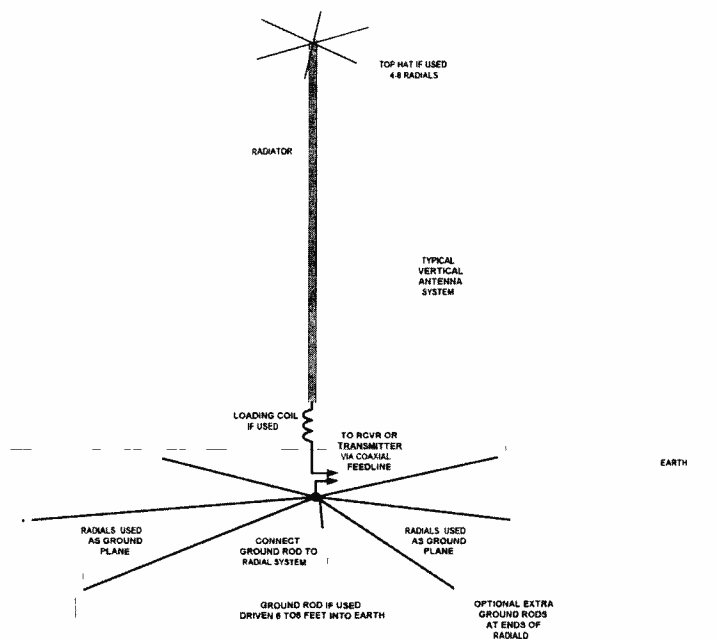 TOP HAT IF USED
4-8 RADIALS
RADIATOR
TYPICAL
VERTICAL
ANTENNA
SYSTEM
LOADING COIL
IF USED
TO RCVR OR
TRANSMITTER
VIA COAXIAL
FEEDLINE
EARTH
RADIALS USED
AS GROUND
PLANE
CONNECT
GROUND ROD TO
RADIAL SYSTEM
RADIALS USED
AS GROUND
PLANE
GROUND ROD IF USED
DRIVEN 6 TO8 FEET INTO EARTH
OPTIONAL EXTRA
GROUND RODS
AT ENDS OF
RADIALD